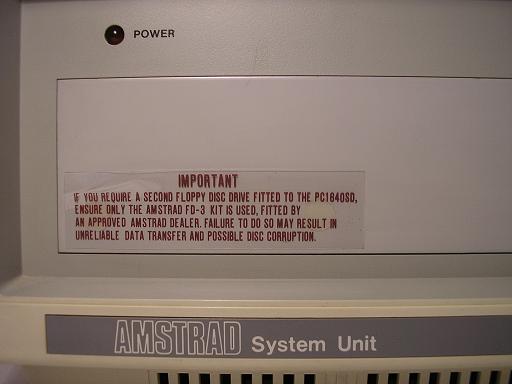 POWER
IMPORTANT
IF YOU REQUIRE A SECOND FLOPPY DISC DRIVE FITTED TO THE PC1640SD,
ENSURE ONLY THE AMSTRAD FD-3 KIT IS USED, FITTED BY
AN APPROVED AMSTRAD DEALER. FAILURE TO DO SO MAY RESULT IN
UNRELIABLE DATA TRANSFER AND POSSIBLE DISC CORRUPTION.
AMSTRAD System Unit